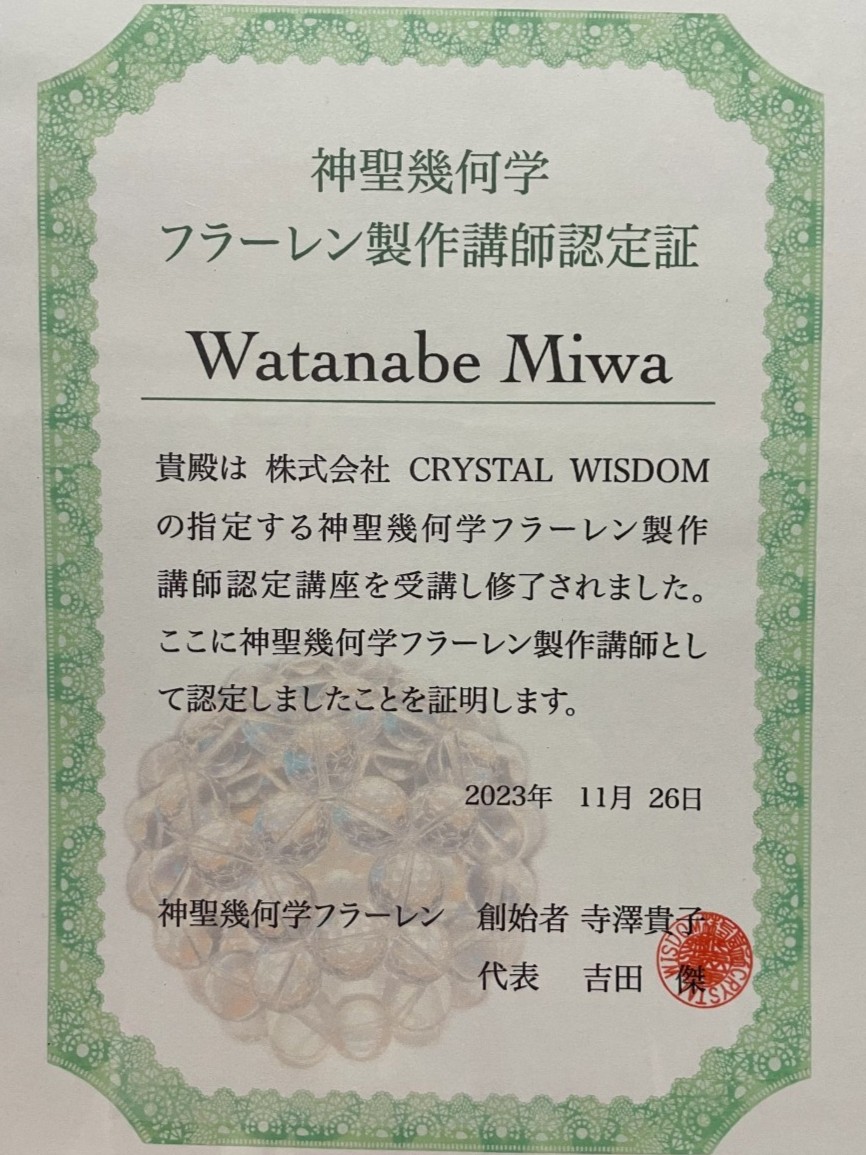 神聖幾何学
フラーレン製作講師認定証
Watanabe Miwa
貴殿は 株式会社 CRYSTAL WISDOM
の指定する神聖幾何学フラーレン製作
講師認定講座を受講し修了されました。
ここに神聖幾何学フラーレン製作講師とし
て認定しましたことを証明します。
2023年 11月 26日
神聖幾何学フラーレン 創始者 寺澤貴子
代表 吉田 傑
WISDOM
CRYSTAL